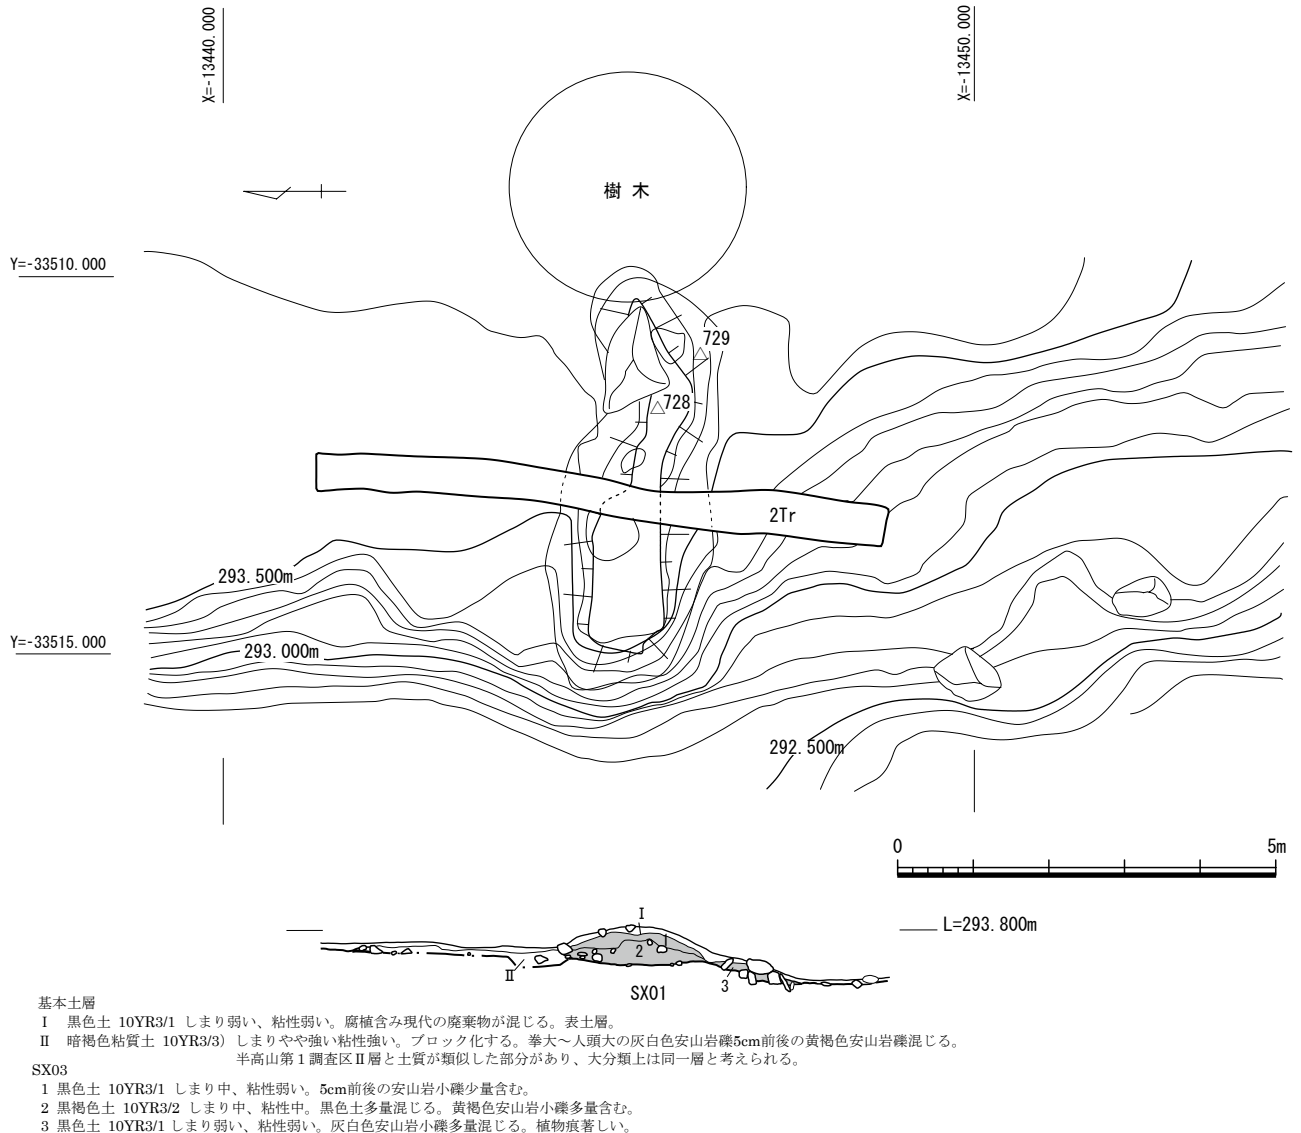 X=-13440.000
X=-13450.000
樹 木
Y=-33510.000
729
728
2Tr
293.500m
Y=-33515.000
293.000m
292.500m
0 5m
L=293.800m
I
2
II
3
SX01
基本土層
I 黒色土 10YR3/1 しまり弱い、粘性弱い。腐植含み現代の廃棄物が混じる。表土層。
II 暗褐色粘質土 10YR3/3）しまりやや強い粘性強い。ブロック化する。拳大～人頭大の灰白色安山岩礫5cm前後の黄褐色安山岩礫混じる。
半高山第１調査区Ⅱ層と土質が類似した部分があり、大分類上は同一層と考えられる。
SX03
1 黒色土 10YR3/1 しまり中、粘性弱い。5cm前後の安山岩小礫少量含む。
2 黒褐色土 10YR3/2 しまり中、粘性中。黒色土多量混じる。黄褐色安山岩小礫多量含む。
3 黒色土 10YR3/1 しまり弱い、粘性弱い。灰白色安山岩小礫多量混じる。植物痕著しい。